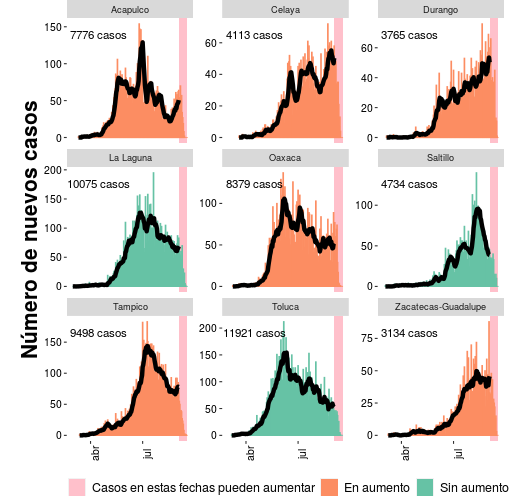 Número de nuevos casos
Acapulco
Celaya
Durango
7776 casos
4113 casos
3765 casos
150
100
50
0
60
40
20
0
60
40
20
0
La Laguna
Oaxaca
Saltillo
10075 casos
8379 casos
4734 casos
200
150
100
50
0
100
50
0
100
50
0
Tampico
Toluca
Zacatecas-Guadalupe
9498 casos
11921 casos
3134 casos
150
100
50
0
200
150
100
50
0
75
50
25
0
abr
jul
abr
jul
abr
jul
Casos en estas fechas pueden aumentar
En aumento
Sin aumento